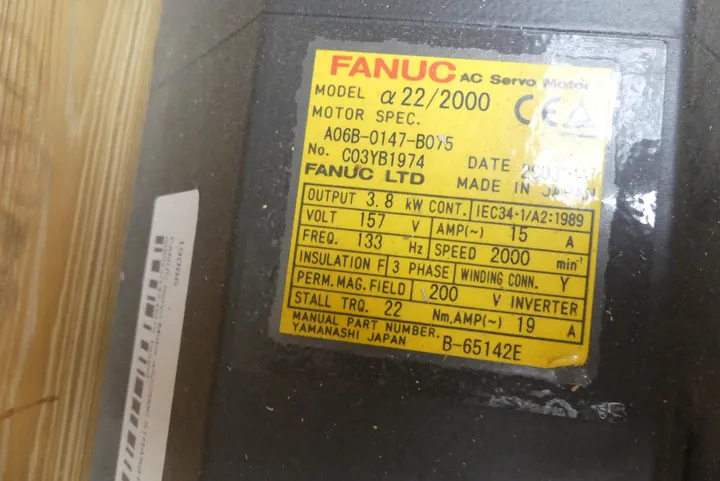 FANUC AC Servo Motor
MODEL α22/2000
MOTOR SPEC. CE
A06B-0147-B075
No. C03YB1974 DATE
FANUC LTD MADE IN JAPAN
OUTPUT 3.8 kW CONT. IEC34-1/A2:1989
VOLT 157 V AMP(~) 15 A
FREQ. 133 Hz SPEED 2000 min⁻¹
INSULATION F 3 PHASE WINDING CONN. Y
PERM. MAG. FIELD 200 V INVERTER
STALL TRQ. 22 Nm, AMP(~) 19 A
MANUAL PART NUMBER B-65142E
YAMANASHI JAPAN